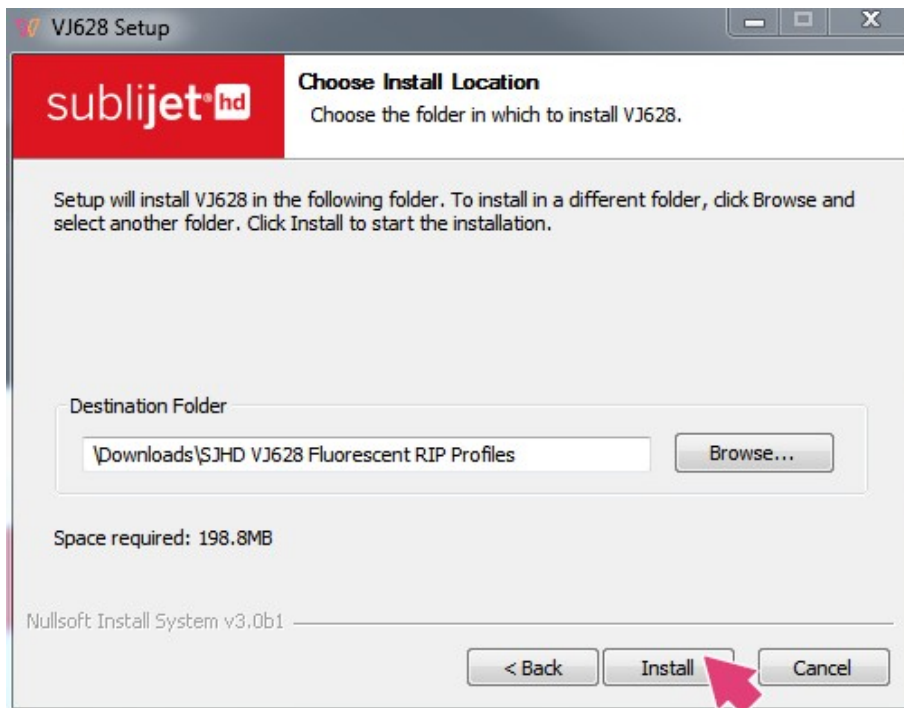 VJ628 Setup
sublijet® hd
Choose Install Location
Choose the folder in which to install VJ628.
Setup will install VJ628 in the following folder. To install in a different folder, click Browse and
select another folder. Click Install to start the installation.
Destination Folder
\Downloads\SJHD VJ628 Fluorescent RIP Profiles
Browse...
Space required: 198.8MB
Nullsoft Install System v3.0b1
< Back
Install
Cancel